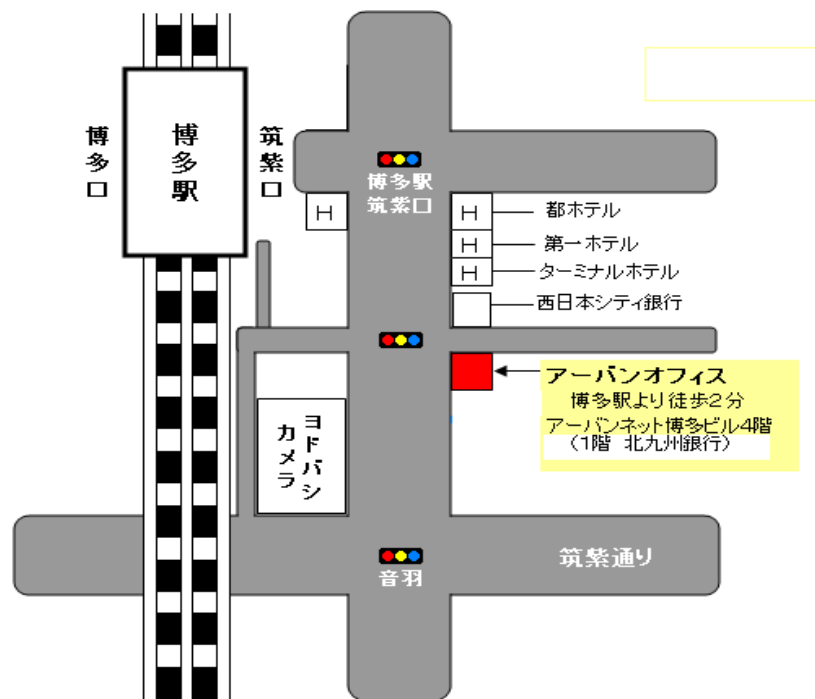 博多口
博多駅
筑紫口
博多駅
筑紫口
H
H
都ホテル
H
第一ホテル
H
ターミナルホテル
西日本シティ銀行
アーバンオフィス
博多駅より徒歩2分
アーバンネット博多ビル4階
（1階 北九州銀行）
ヨドバシ
カメラ
音羽
筑紫通り